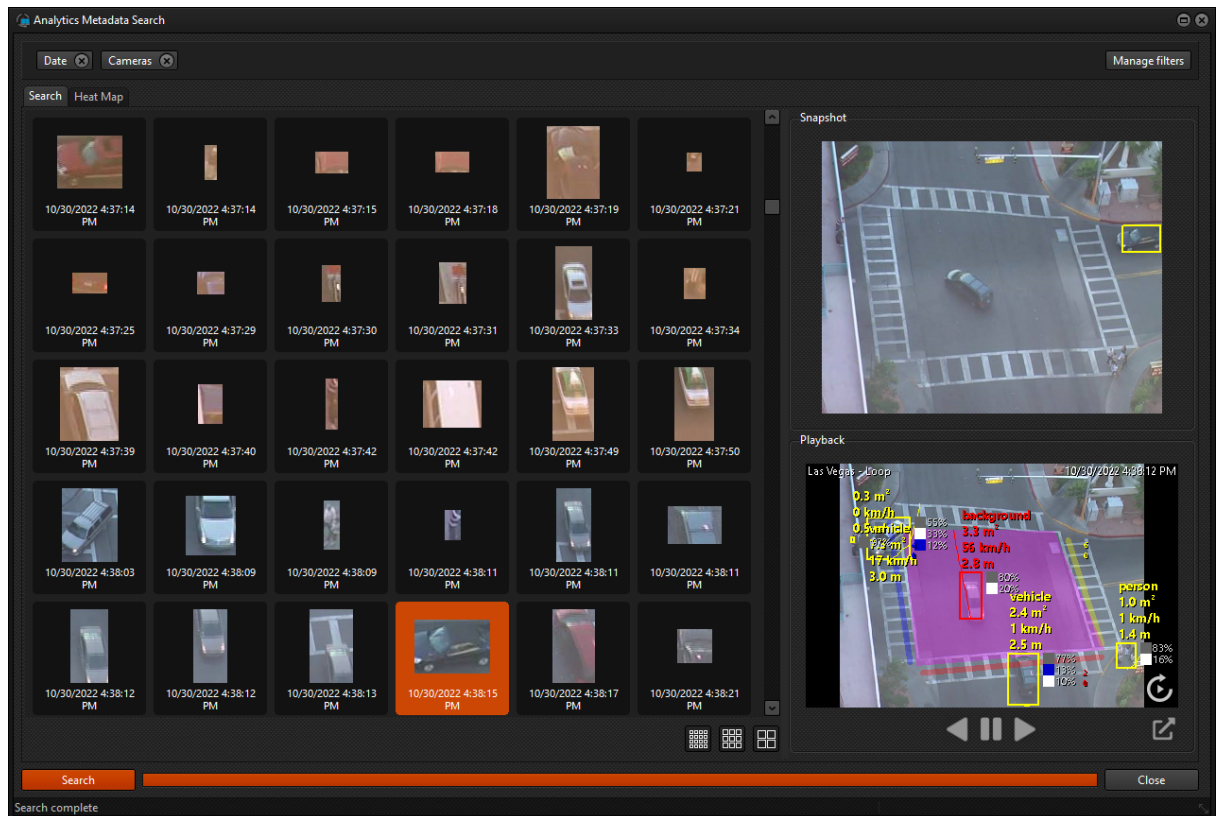 Analytics Metadata Search
Date
Cameras
Manage filters
Search
Heat Map
10/30/2022 4:37:14 PM
10/30/2022 4:37:14 PM
10/30/2022 4:37:15 PM
10/30/2022 4:37:18 PM
10/30/2022 4:37:19 PM
10/30/2022 4:37:21 PM
10/30/2022 4:37:25 PM
10/30/2022 4:37:29 PM
10/30/2022 4:37:30 PM
10/30/2022 4:37:31 PM
10/30/2022 4:37:33 PM
10/30/2022 4:37:34 PM
10/30/2022 4:37:39 PM
10/30/2022 4:37:40 PM
10/30/2022 4:37:42 PM
10/30/2022 4:37:42 PM
10/30/2022 4:37:49 PM
10/30/2022 4:37:50 PM
10/30/2022 4:38:03 PM
10/30/2022 4:38:09 PM
10/30/2022 4:38:09 PM
10/30/2022 4:38:11 PM
10/30/2022 4:38:11 PM
10/30/2022 4:38:11 PM
10/30/2022 4:38:12 PM
10/30/2022 4:38:12 PM
10/30/2022 4:38:13 PM
10/30/2022 4:38:15 PM
10/30/2022 4:38:17 PM
10/30/2022 4:38:21 PM
Snapshot
Playback
Las Vegas - Loop
10/30/2022 4:38:12 PM
0.3 m²
0 km/h
vehicle
17 km/h
3.0 m
55%
33%
12%
background
3.3 m²
56 km/h
2.8 m
80%
20%
vehicle
2.4 m²
1 km/h
2.5 m
77%
13%
10%
person
1.0 m²
1 km/h
1.4 m
83%
16%
Search
Close
Search complete